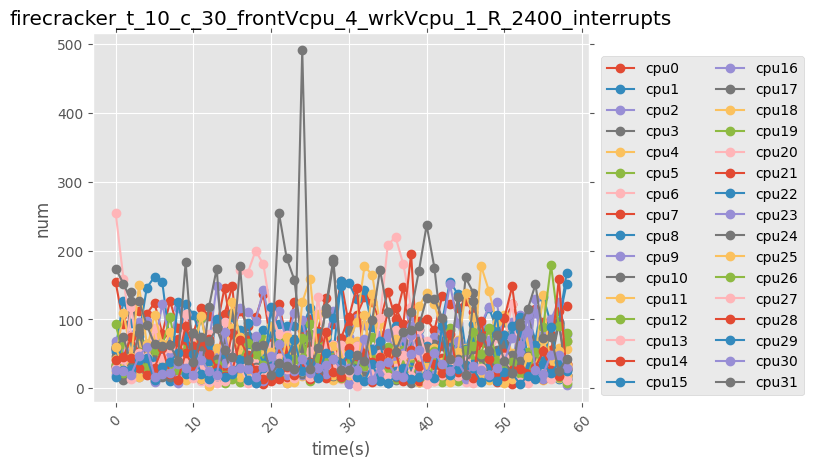 firecracker_t_10_c_30_frontVcpu_4_wrkVcpu_1_R_2400_interrupts
500
400
300
200
100
0
num
0
10
20
30
40
50
60
time(s)
cpu0
cpu1
cpu2
cpu3
cpu4
cpu5
cpu6
cpu7
cpu8
cpu9
cpu10
cpu11
cpu12
cpu13
cpu14
cpu15
cpu16
cpu17
cpu18
cpu19
cpu20
cpu21
cpu22
cpu23
cpu24
cpu25
cpu26
cpu27
cpu28
cpu29
cpu30
cpu31